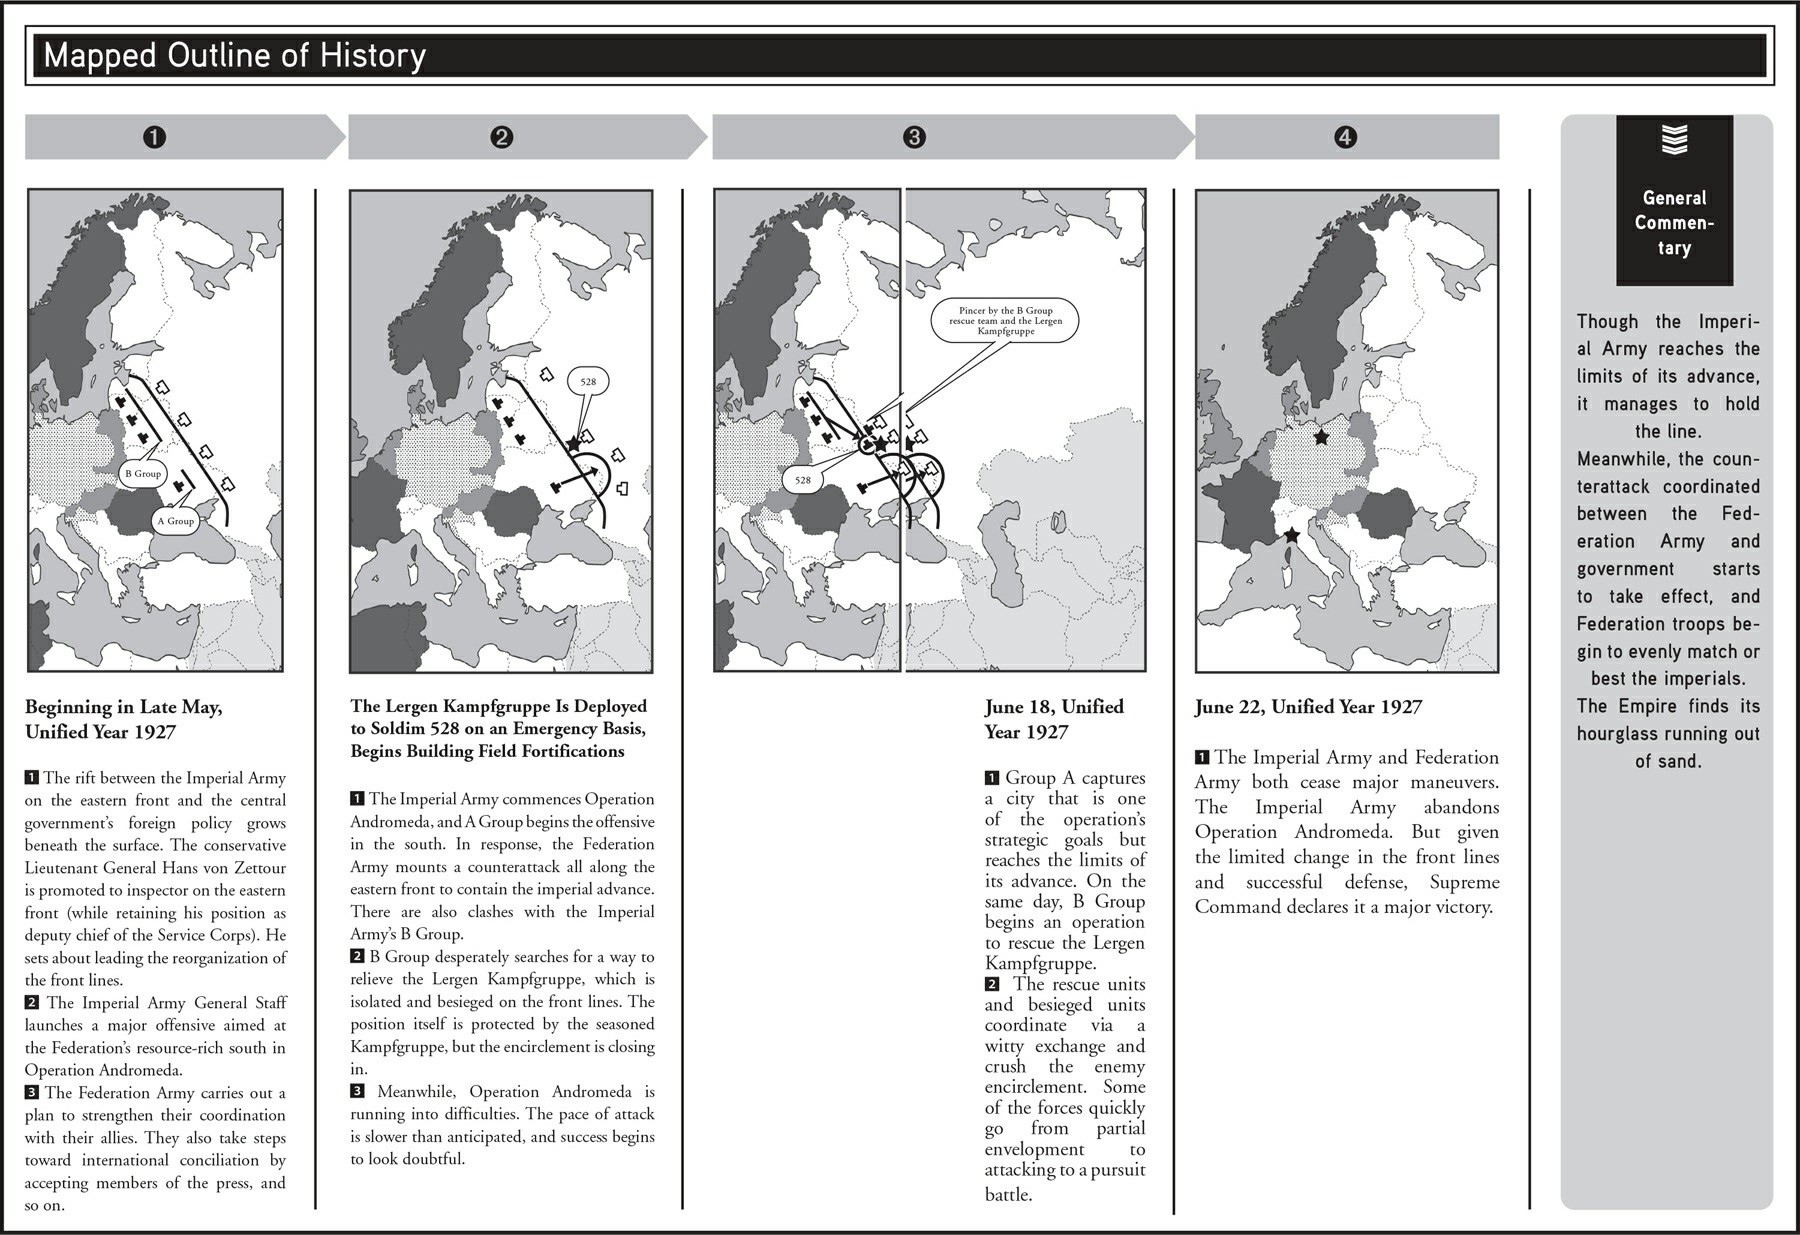 Mapped Outline of History
1
2
3
4
B Group
A Group
528
Pincer by the B Group
rescue team and the Lergen
Kampfgruppe
528
Beginning in Late May,
Unified Year 1927
1 The rift between the Imperial Army
on the eastern front and the central
government's foreign policy grows
beneath the surface. The conservative
Lieutenant General Hans von Zettour
is promoted to inspector on the eastern
front (while retaining his position as
deputy chief of the Service Corps). He
sets about leading the reorganization of
the front lines.
2 The Imperial Army General Staff
launches a major offensive aimed at
the Federation's resource-rich south in
Operation Andromeda.
3 The Federation Army carries out a
plan to strengthen their coordination
with their allies. They also take steps
toward international conciliation by
accepting members of the press, and
so on.
The Lergen Kampfgruppe Is Deployed
to Soldim 528 on an Emergency Basis,
Begins Building Field Fortifications
1 The Imperial Army commences Operation
Andromeda, and A Group begins the offensive
in the south. In response, the Federation
Army mounts a counterattack all along the
eastern front to contain the imperial advance.
There are also clashes with the Imperial
Army's B Group.
2 B Group desperately searches for a way to
relieve the Lergen Kampfgruppe, which is
isolated and besieged on the front lines. The
position itself is protected by the seasoned
Kampfgruppe, but the encirclement is closing
in.
3 Meanwhile, Operation Andromeda is
running into difficulties. The pace of attack
is slower than anticipated, and success begins
to look doubtful.
June 18, Unified
Year 1927
1 Group A captures
a city that is one
of the operation's
strategic goals but
reaches the limits of
its advance. On the
same day, B Group
begins an operation
to rescue the Lergen
Kampfgruppe.
2 The rescue units
and besieged units
coordinate via a
witty exchange and
crush the enemy
encirclement. Some
of the forces quickly
go from partial
envelopment to
attacking to a pursuit
battle.
June 22, Unified Year 1927
1 The Imperial Army and Federation
Army both cease major maneuvers.
The Imperial Army abandons
Operation Andromeda. But given
the limited change in the front lines
and successful defense, Supreme
Command declares it a major victory.
General
Commen-
tary
Though the Imperi-
al Army reaches the
limits of its advance,
it manages to hold
the line.
Meanwhile, the coun-
terattack coordinated
between the Fed-
eration Army and
government starts
to take effect, and
Federation troops be-
gin to evenly match or
best the imperials.
The Empire finds its
hourglass running out
of sand.